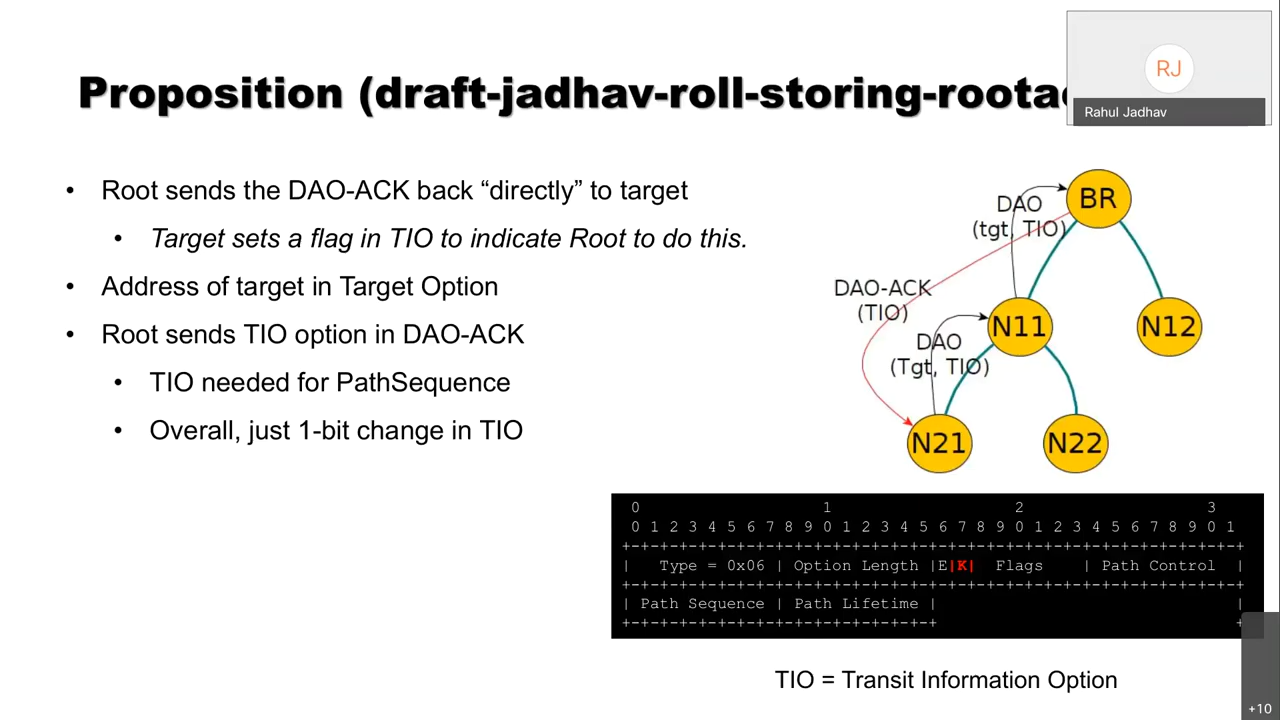 Proposition (draft-jadhav-roll-storing-rootac
RJ
Rahul Jadhav
• Root sends the DAO-ACK back “directly” to target
• Target sets a flag in TIO to indicate Root to do this.
• Address of target in Target Option
• Root sends TIO option in DAO-ACK
• TIO needed for PathSequence
• Overall, just 1-bit change in TIO
BR
DAO
(tgt, TIO)
DAO-ACK
(TIO)
N11
N12
DAO
(Tgt, TIO)
N21
N22
0 1 2 3
0 1 2 3 4 5 6 7 8 9 0 1 2 3 4 5 6 7 8 9 0 1 2 3 4 5 6 7 8 9 0 1
+-+-+-+-+-+-+-+-+-+-+-+-+-+-+-+-+-+-+-+-+-+-+-+-+-+-+-+-+-+-+-+-+
| Type = 0x06 | Option Length |E|K| Flags | Path Control |
+-+-+-+-+-+-+-+-+-+-+-+-+-+-+-+-+-+-+-+-+-+-+-+-+-+-+-+-+-+-+-+-+
| Path Sequence | Path Lifetime | |
+-+-+-+-+-+-+-+-+-+-+-+-+-+-+-+-+ +
TIO = Transit Information Option
+10